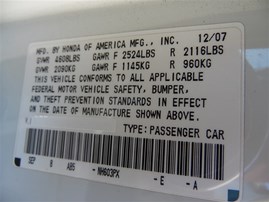 MFD. BY HONDA OF AMERICA MFG., INC. 12/07
GVWR 4608LBS GAWR F 2524LBS R 2116LBS
GVWR 2090KG GAWR F 1145KG R 960KG
THIS VEHICLE CONFORMS TO ALL APPLICABLE
FEDERAL MOTOR VEHICLE SAFETY, BUMPER,
AND THEFT PREVENTION STANDARDS IN EFFECT
ON THE DATE OF MANUFACTURE SHOWN ABOVE.
TYPE: PASSENGER CAR
-NH603PX -E -A